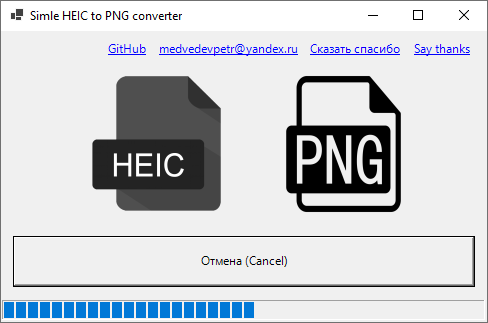 Simle HEIC to PNG converter
GitHub medvedevpetr@yandex.ru Сказать спасибо Say thanks
HEIC PNG
Отмена (Cancel)